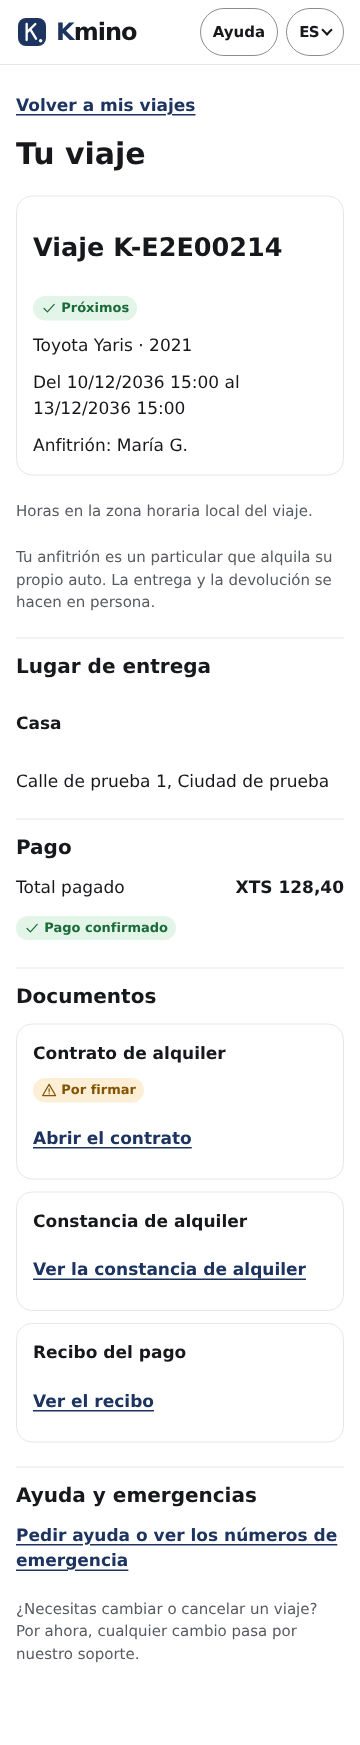 Kmino
Ayuda
ES
Volver a mis viajes
Tu viaje
Viaje K-E2E00214
Próximos
Toyota Yaris · 2021
Del 10/12/2036 15:00 al
13/12/2036 15:00
Anfitrión: María G.
Horas en la zona horaria local del viaje.
Tu anfitrión es un particular que alquila su
propio auto. La entrega y la devolución se
hacen en persona.
Lugar de entrega
Casa
Calle de prueba 1, Ciudad de prueba
Pago
Total pagado XTS 128,40
Pago confirmado
Documentos
Contrato de alquiler
Por firmar
Abrir el contrato
Constancia de alquiler
Ver la constancia de alquiler
Recibo del pago
Ver el recibo
Ayuda y emergencias
Pedir ayuda o ver los números de
emergencia
¿Necesitas cambiar o cancelar un viaje?
Por ahora, cualquier cambio pasa por
nuestro soporte.